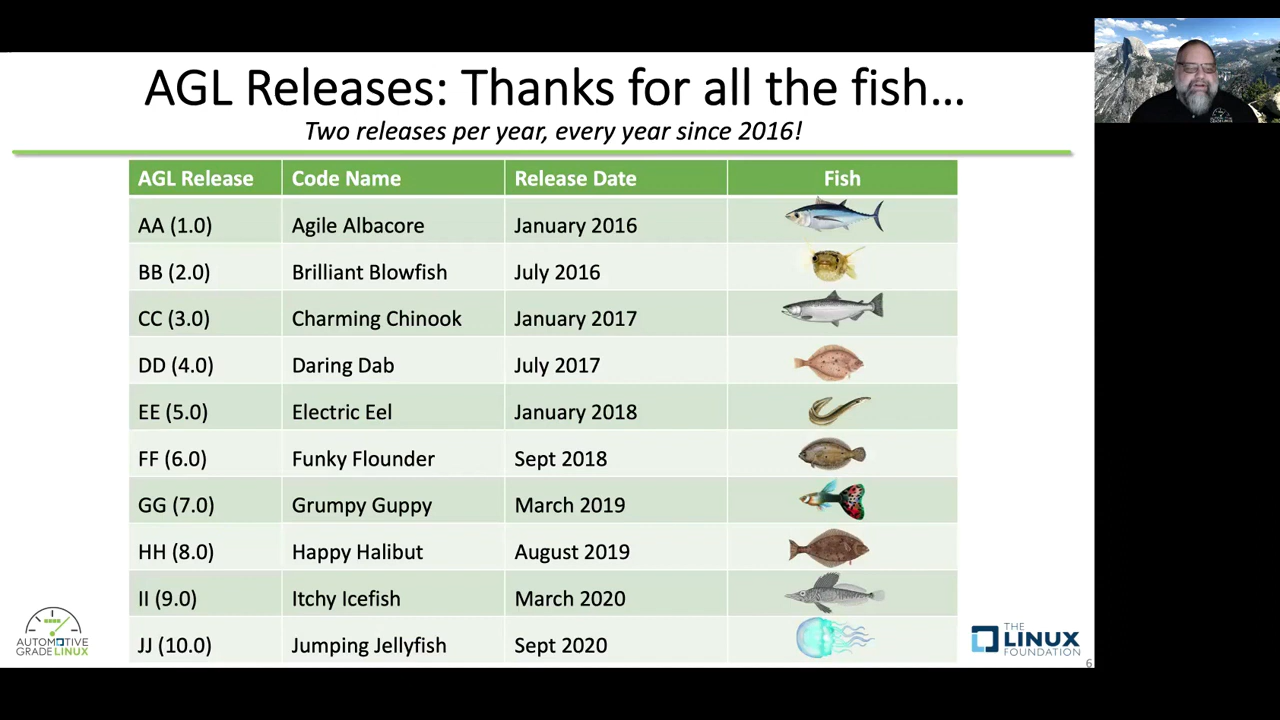 AGL Releases: Thanks for all the fish…
Two releases per year, every year since 2016!
AGL Release Code Name Release Date Fish
AA (1.0) Agile Albacore January 2016
BB (2.0) Brilliant Blowfish July 2016
CC (3.0) Charming Chinook January 2017
DD (4.0) Daring Dab July 2017
EE (5.0) Electric Eel January 2018
FF (6.0) Funky Flounder Sept 2018
GG (7.0) Grumpy Guppy March 2019
HH (8.0) Happy Halibut August 2019
II (9.0) Itchy Icefish March 2020
JJ (10.0) Jumping Jellyfish Sept 2020
AUTOMOTIVE
GRADELINUX
THE
LINUX
FOUNDATION
6